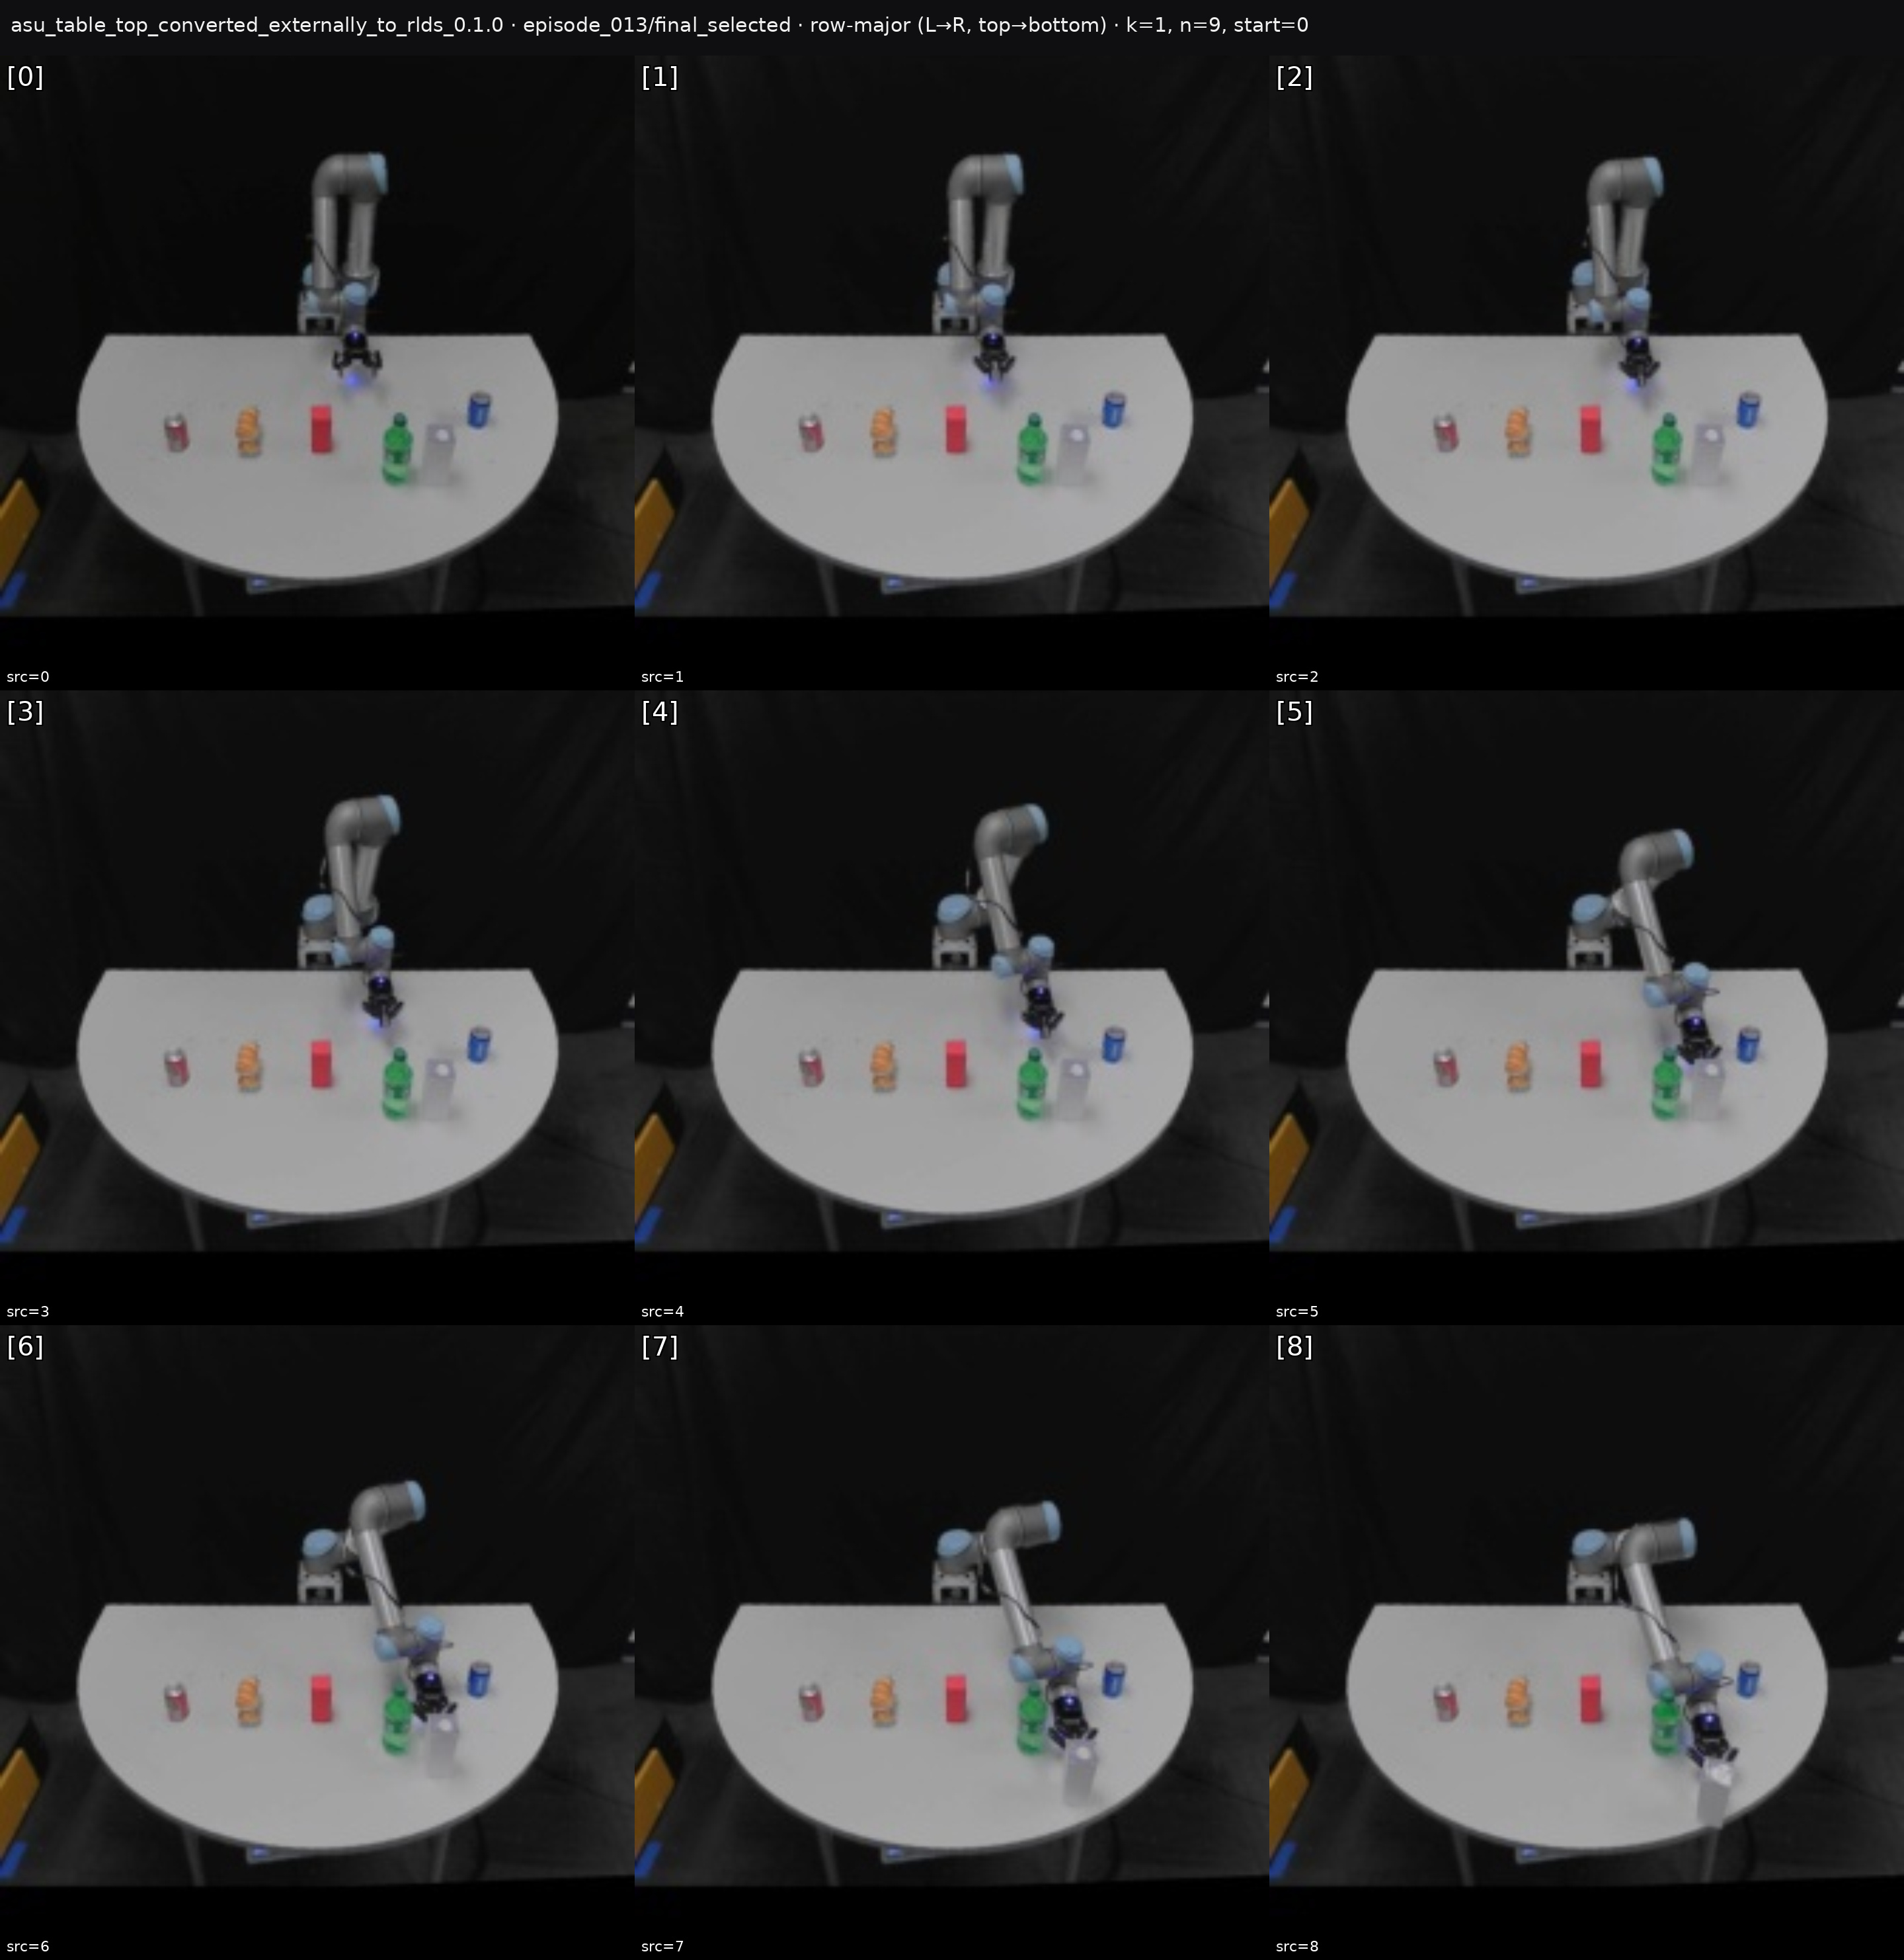 asu_table_top_converted_externally_to_rlds_0.1.0 · episode_013/final_selected · row-major (L→R, top→bottom) · k=1, n=9, start=0
[0]
[1]
[2]
src=0
src=1
src=2
[3]
[4]
[5]
src=3
src=4
src=5
[6]
[7]
[8]
src=6
src=7
src=8